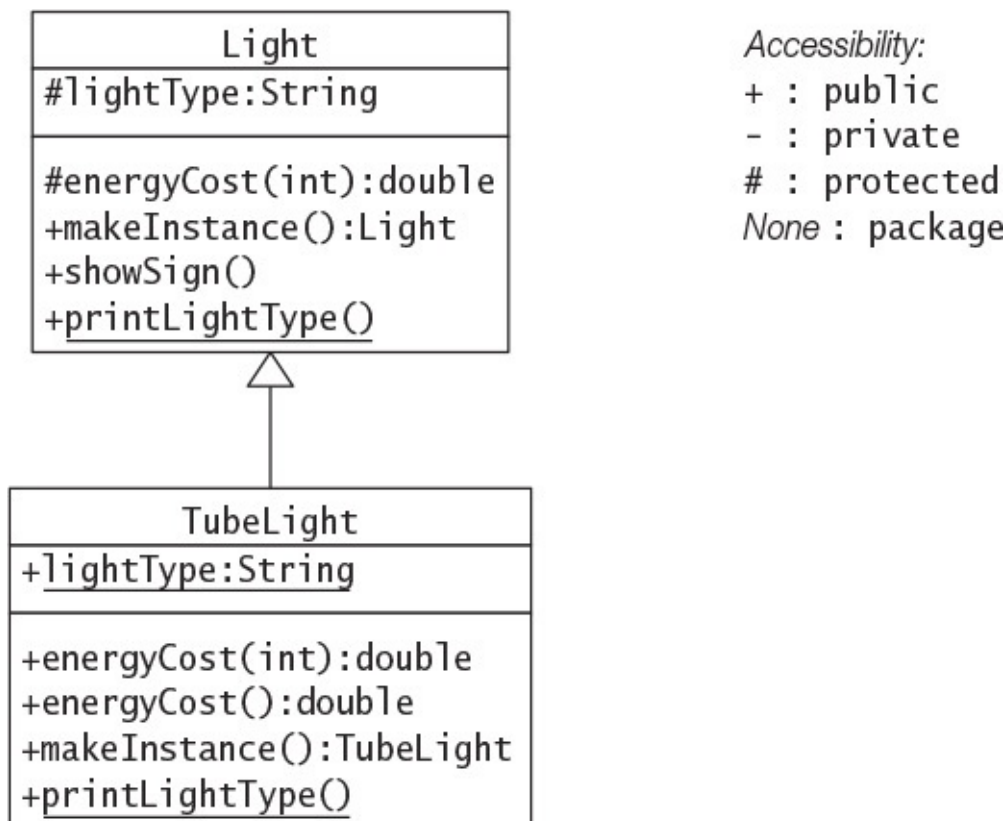 Light
#lightType:String
#energyCost(int):double
+makeInstance():Light
+showSign()
+printLightType()
Accessibility:
+ : public
- : private
# : protected
None : package
TubeLight
+lightType:String
+energyCost(int):double
+energyCost():double
+makeInstance():TubeLight
+printLightType()